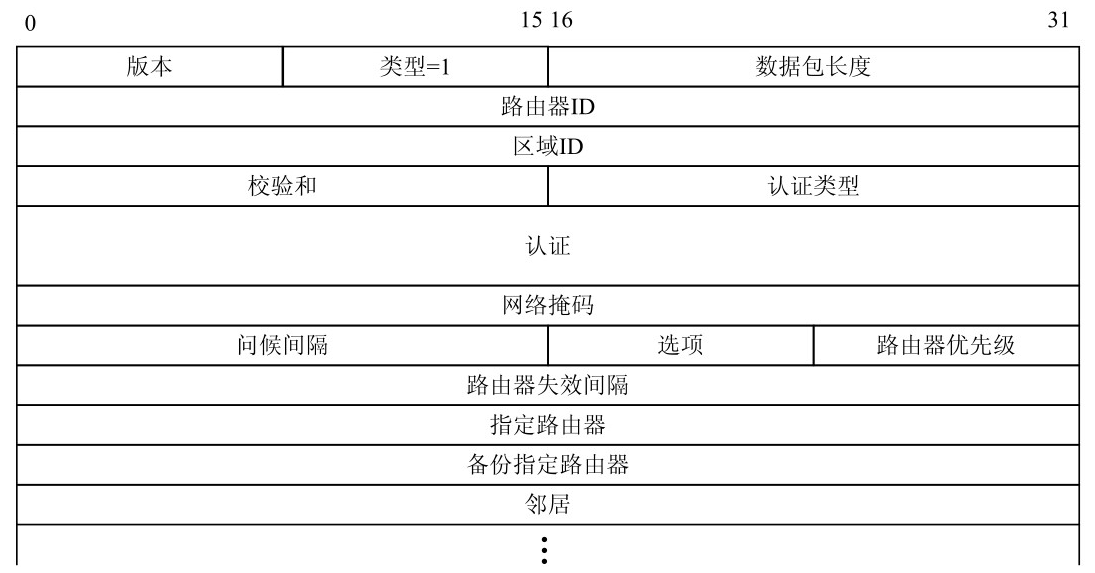 0 15 16 31
版本 类型=1 数据包长度
路由器ID
区域ID
校验和 认证类型
认证
网络掩码
问候间隔 选项 路由器优先级
路由器失效间隔
指定路由器
备份指定路由器
邻居